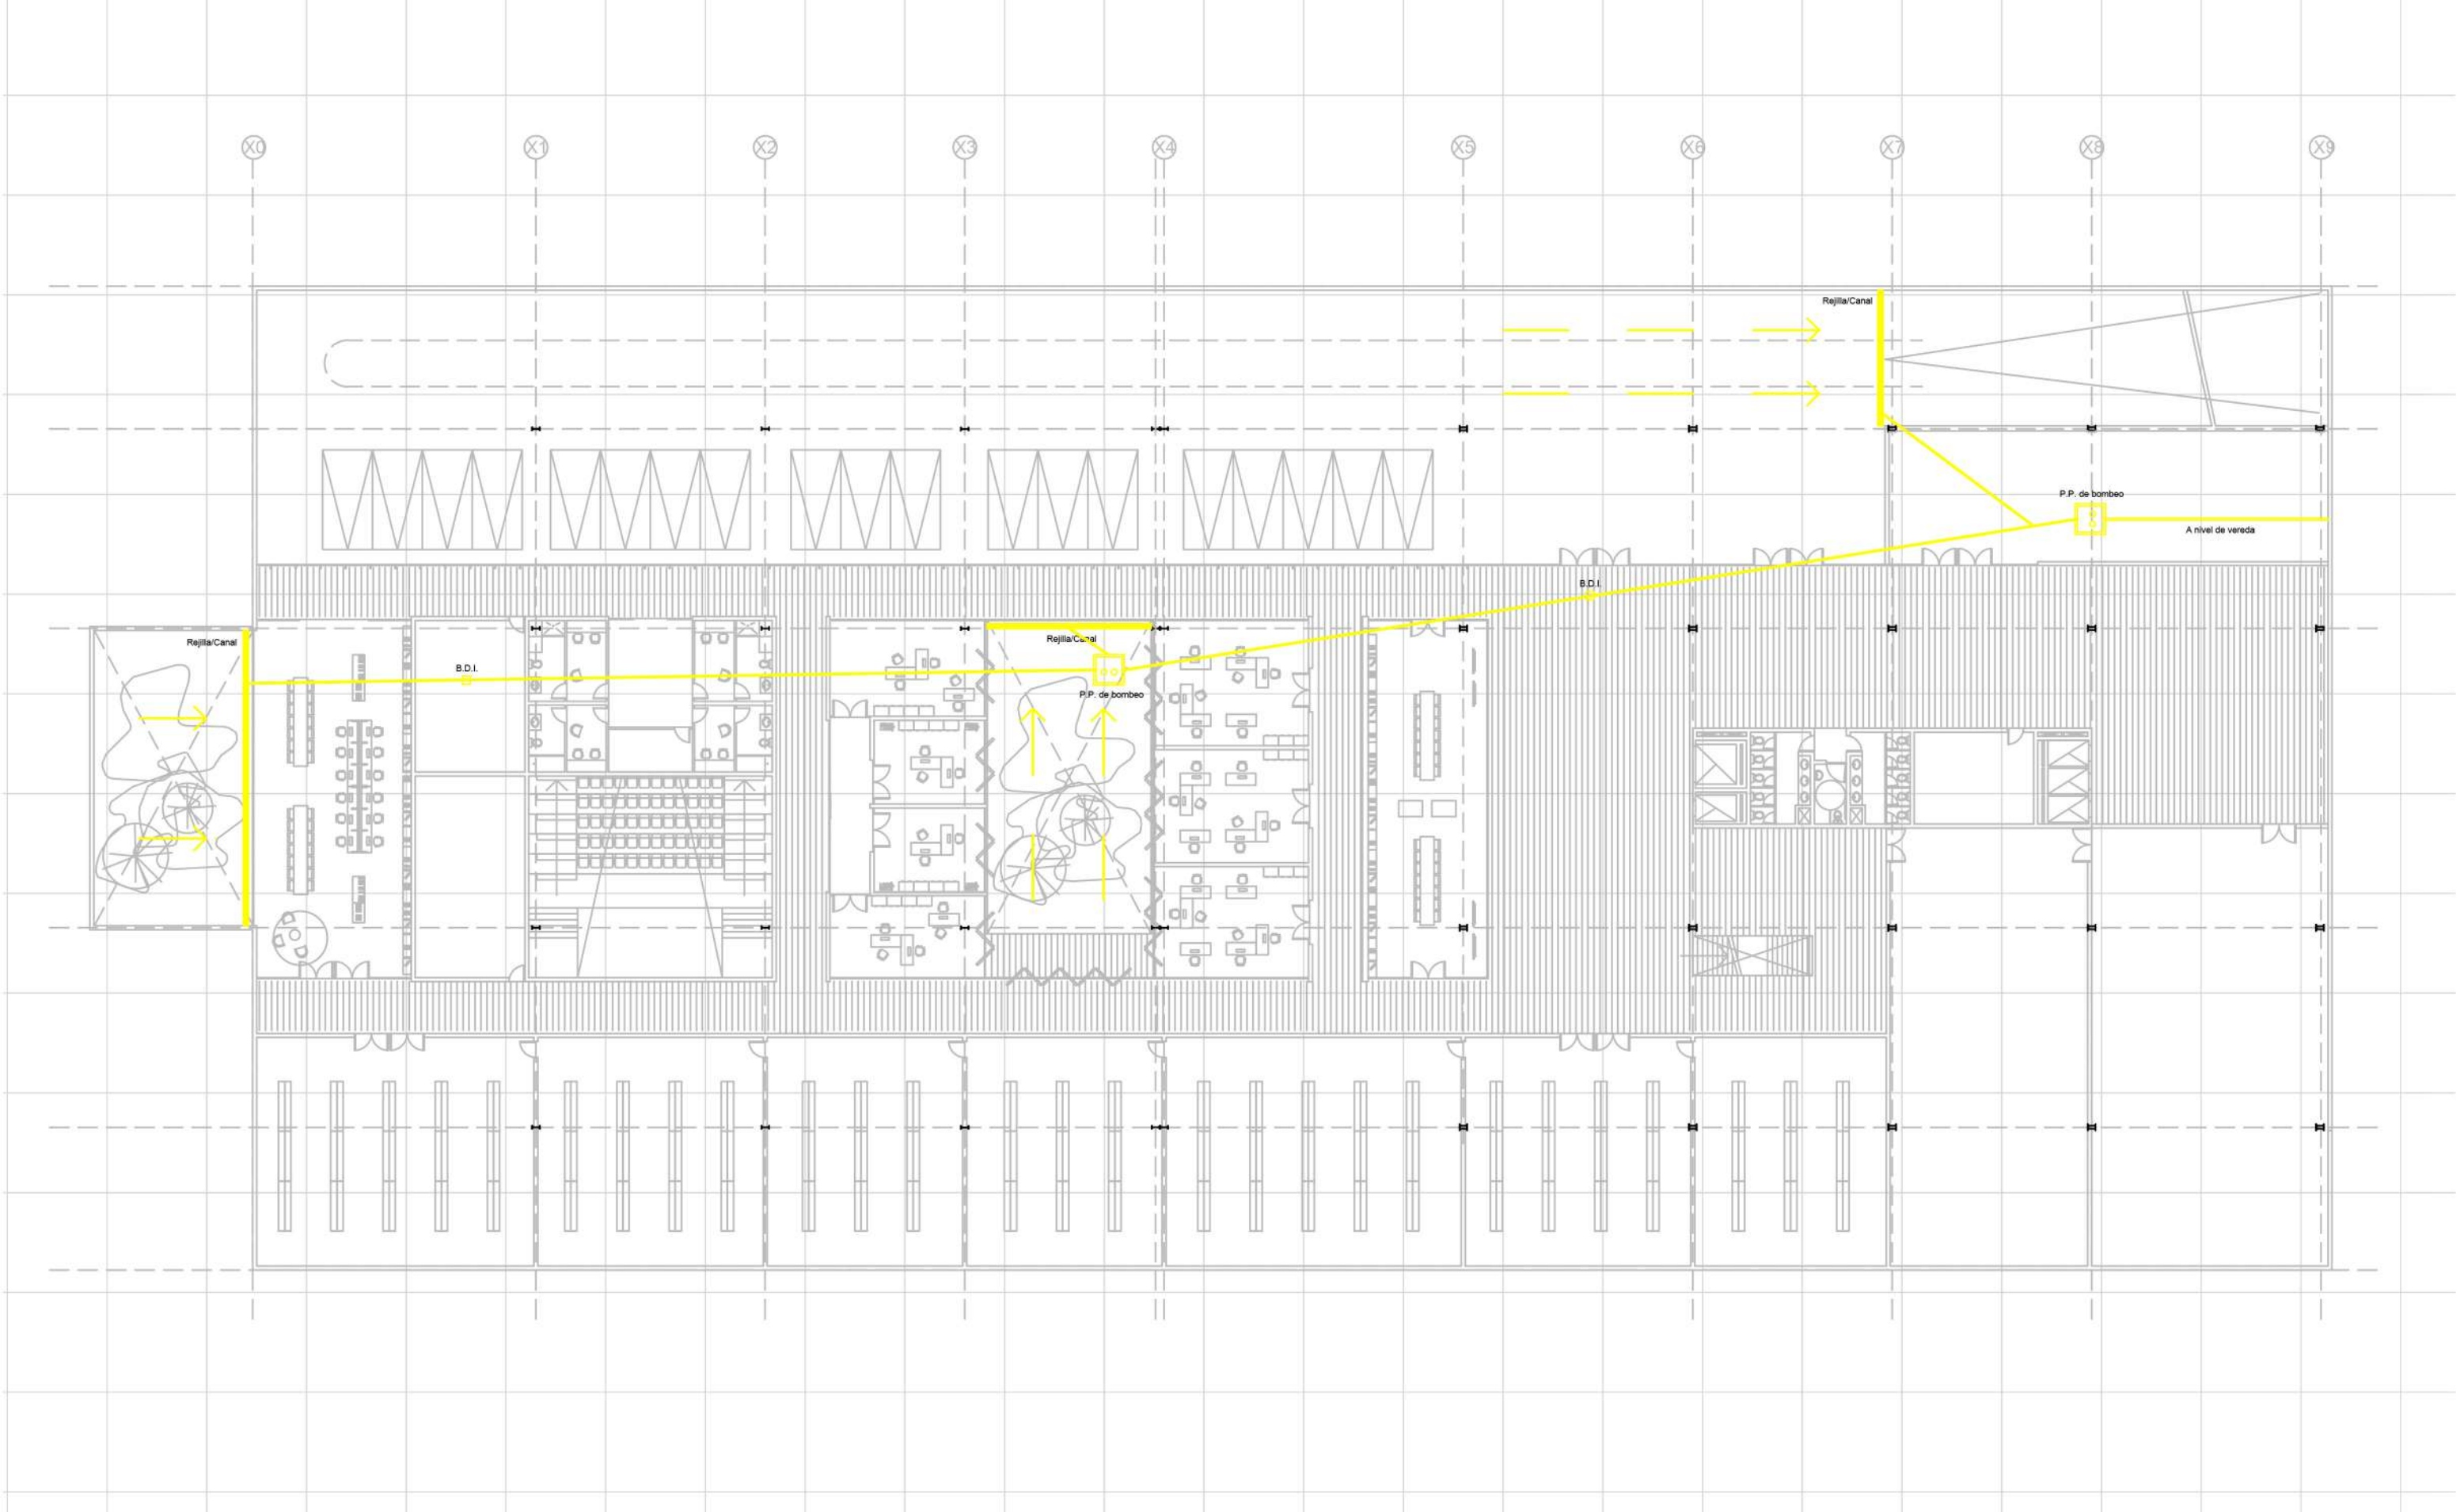 X0 X1 X2 X3 X4 X5 X6 X7 X8 X9
Rejilla/Canal
P.P. de bombeo
A nivel de vereda
B.D.I.
Rejilla/Canal
Rejilla/Canal
B.D.I.
P.P. de bombeo